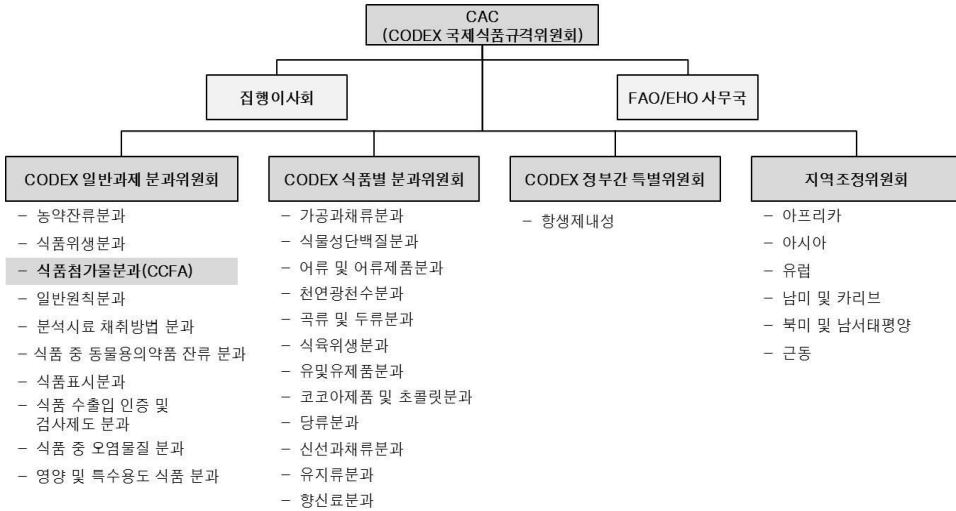 CAC
(CODEX 국제식품규격위원회)
집행이사회
FAO/EHO 사무국
CODEX 일반과제 분과위원회
– 농약잔류분과
– 식품위생분과
– 식품첨가물분과(CCFA)
– 일반원칙분과
– 분석시료 채취방법 분과
– 식품 중 동물용의약품 잔류 분과
– 식품표시분과
– 식품 수출입 인증 및
검사제도 분과
– 식품 중 오염물질 분과
– 영양 및 특수용도 식품 분과
CODEX 식품별 분과위원회
– 가공과채류분과
– 식물성단백질분과
– 어류 및 어류제품분과
– 천연광천수분과
– 곡류 및 두류분과
– 식육위생분과
– 유및유제품분과
– 코코아제품 및 초콜릿분과
– 당류분과
– 신선과채류분과
– 유지류분과
– 향신료분과
CODEX 정부간 특별위원회
– 항생제내성
지역조정위원회
– 아프리카
– 아시아
– 유럽
– 남미 및 카리브
– 북미 및 남서태평양
– 근동